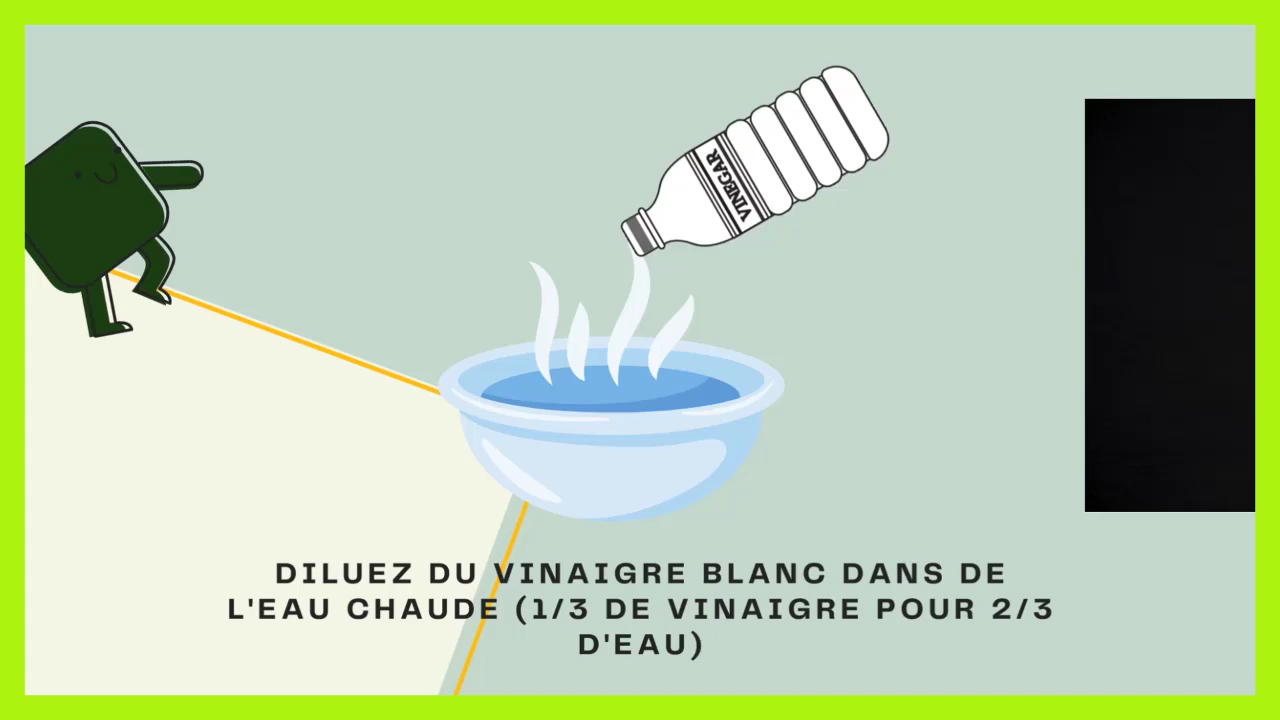 VINEGAR
DILUEZ DU VINAIGRE BLANC DANS DE
L'EAU CHAUDE (1/3 DE VINAIGRE POUR 2/3
D'EAU)